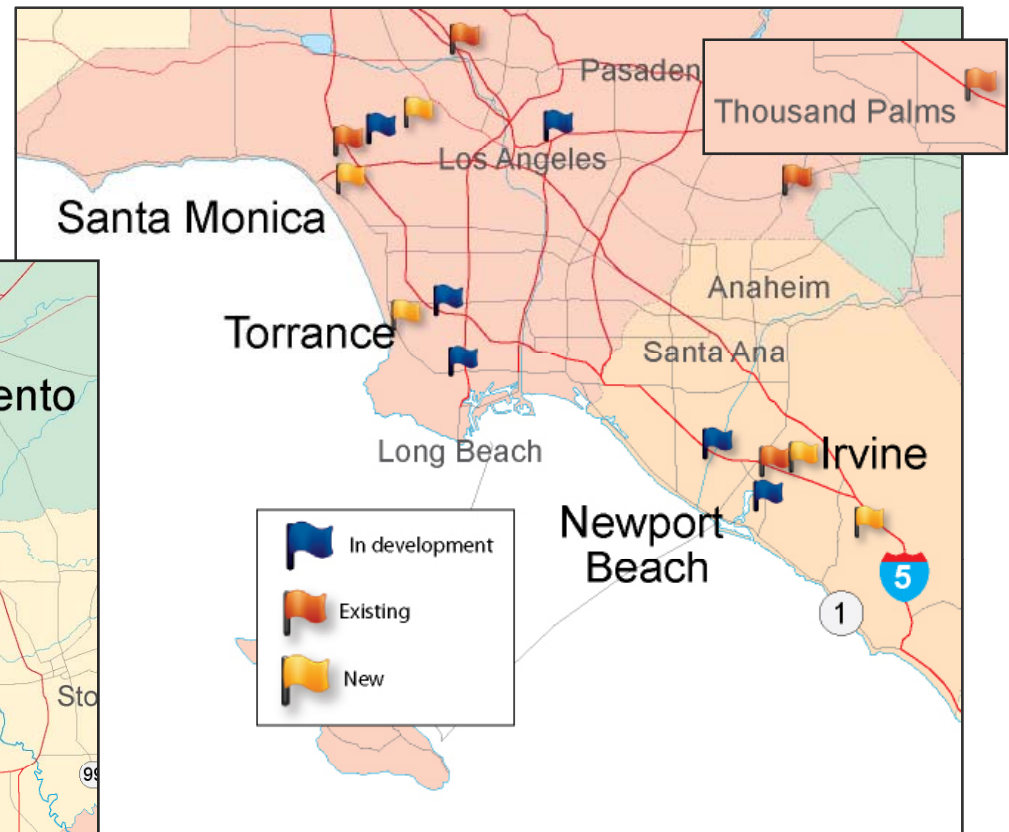 Pasaden
Thousand Palms
Los Angeles
Santa Monica
Anaheim
Torrance
Santa Ana
ento
Long Beach
Irvine
Newport
Beach
In development
5
Existing
1
New
Sto
99